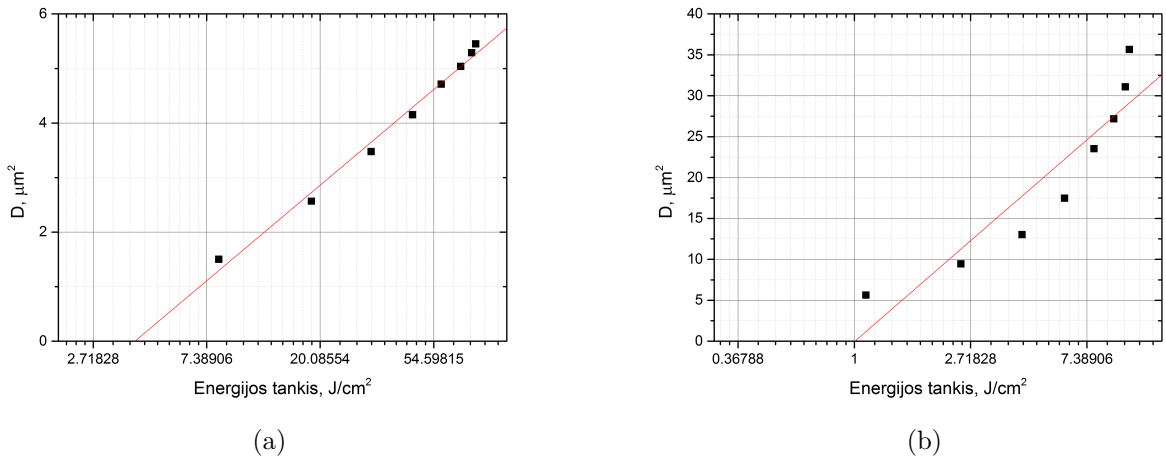 6
4
2
0
D, μm²
2.71828 7.38906 20.08554 54.59815
Energijos tankis, J/cm²
(a)
40
35
30
25
20
15
10
5
0
D, μm²
0.36788 1 2.71828 7.38906
Energijos tankis, J/cm²
(b)